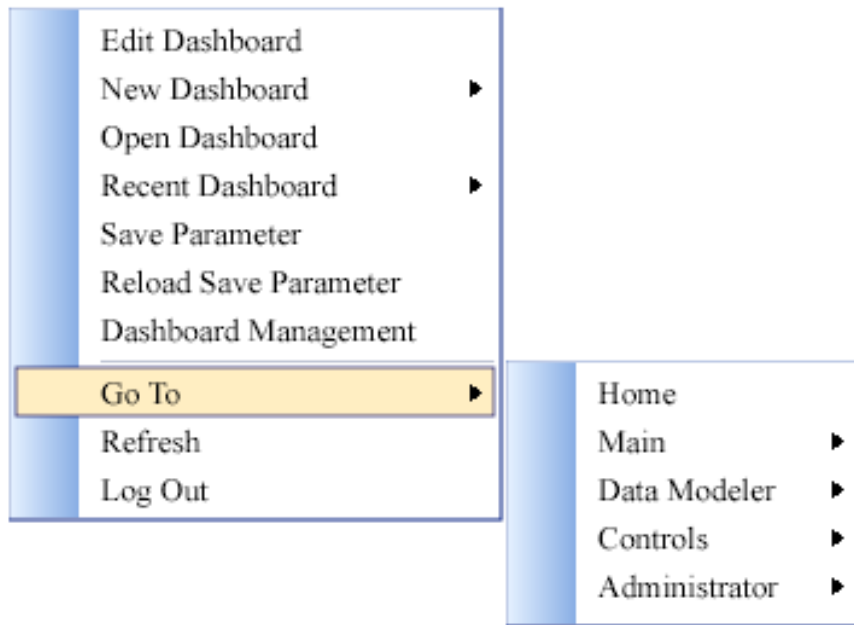 Edit Dashboard
New Dashboard
Open Dashboard
Recent Dashboard
Save Parameter
Reload Save Parameter
Dashboard Management
Go To
Refresh
Log Out
Home
Main
Data Modeler
Controls
Administrator